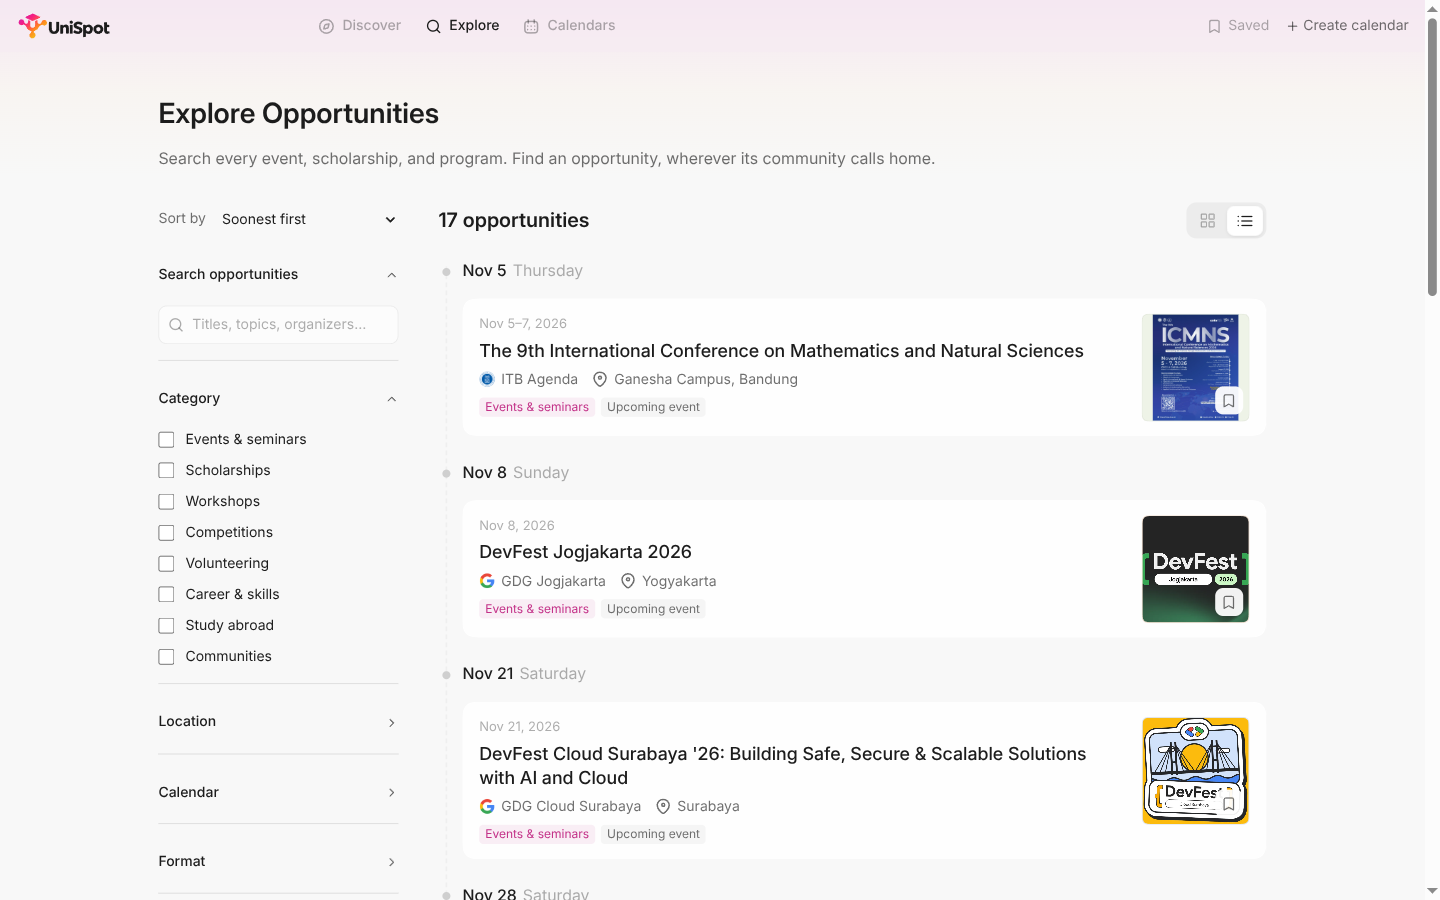 UniSpot
Discover
Explore
Calendars
Saved
+ Create calendar
Explore Opportunities
Search every event, scholarship, and program. Find an opportunity, wherever its community calls home.
Sort by
Soonest first
Search opportunities
Titles, topics, organizers...
Category
Events & seminars
Scholarships
Workshops
Competitions
Volunteering
Career & skills
Study abroad
Communities
Location
Calendar
Format
17 opportunities
Nov 5 Thursday
Nov 5–7, 2026
The 9th International Conference on Mathematics and Natural Sciences
ITB Agenda
Ganesha Campus, Bandung
Events & seminars
Upcoming event
ICMNS
November
5 - 7, 2026
Nov 8 Sunday
Nov 8, 2026
DevFest Jogjakarta 2026
GDG Jogjakarta
Yogyakarta
Events & seminars
Upcoming event
DevFest
Jogjakarta
2026
Nov 21 Saturday
Nov 21, 2026
DevFest Cloud Surabaya '26: Building Safe, Secure & Scalable Solutions
with AI and Cloud
GDG Cloud Surabaya
Surabaya
Events & seminars
Upcoming event
DevFes
Nov 28 Saturday